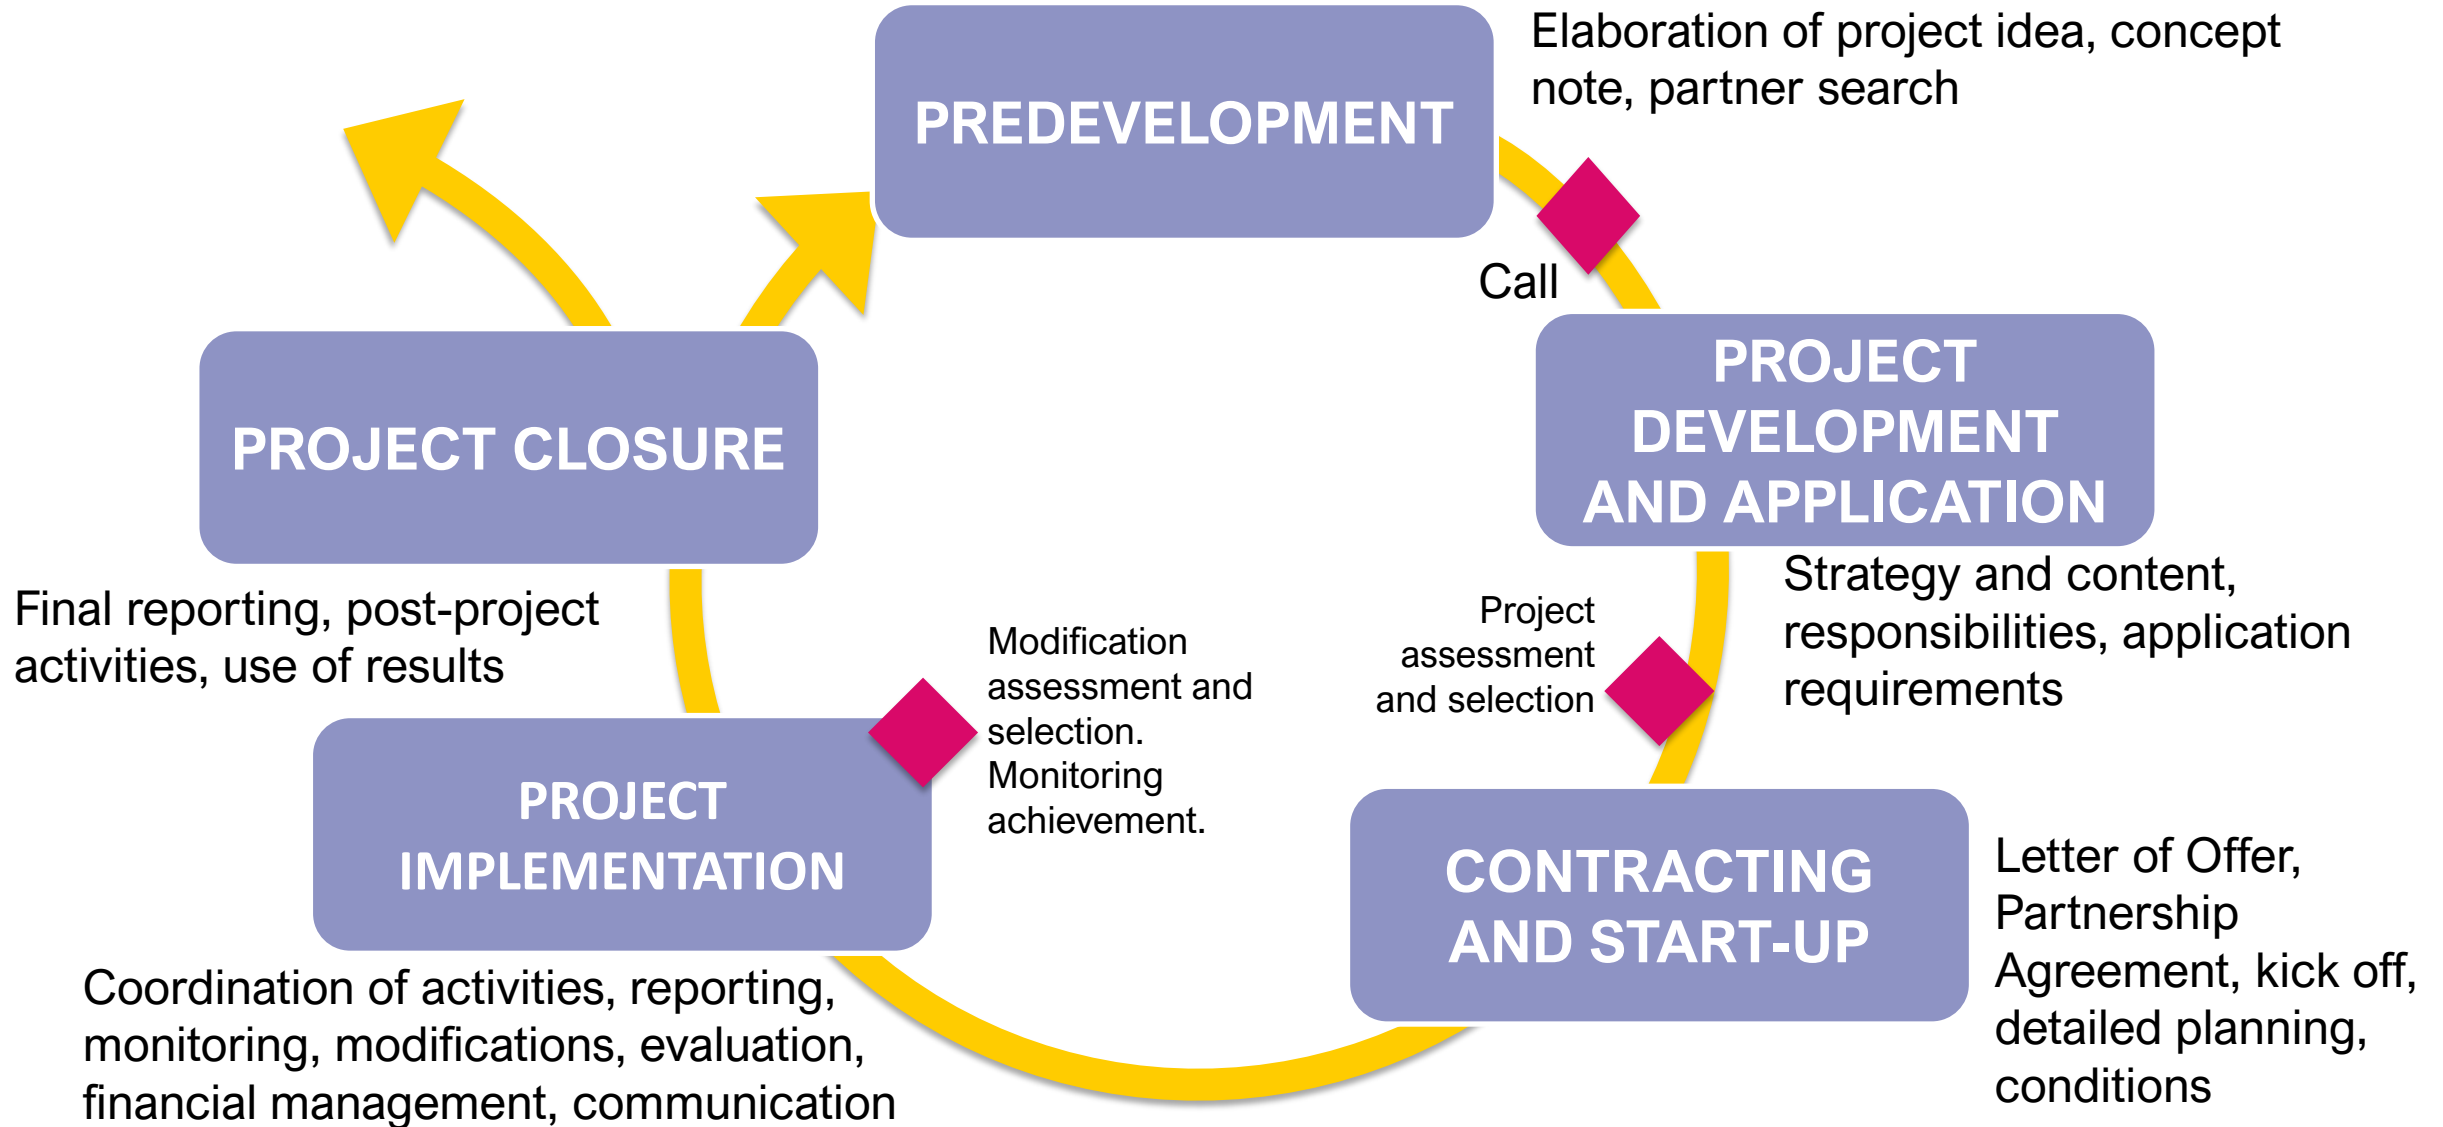 PREDEVELOPMENT
Elaboration of project idea, concept
note, partner search
Call
PROJECT
DEVELOPMENT
AND APPLICATION
Strategy and content,
responsibilities, application
requirements
Project
assessment
and selection
CONTRACTING
AND START-UP
Letter of Offer,
Partnership
Agreement, kick off,
detailed planning,
conditions
PROJECT
IMPLEMENTATION
Modification
assessment and
selection.
Monitoring
achievement.
Coordination of activities, reporting,
monitoring, modifications, evaluation,
financial management, communication
PROJECT CLOSURE
Final reporting, post-project
activities, use of results